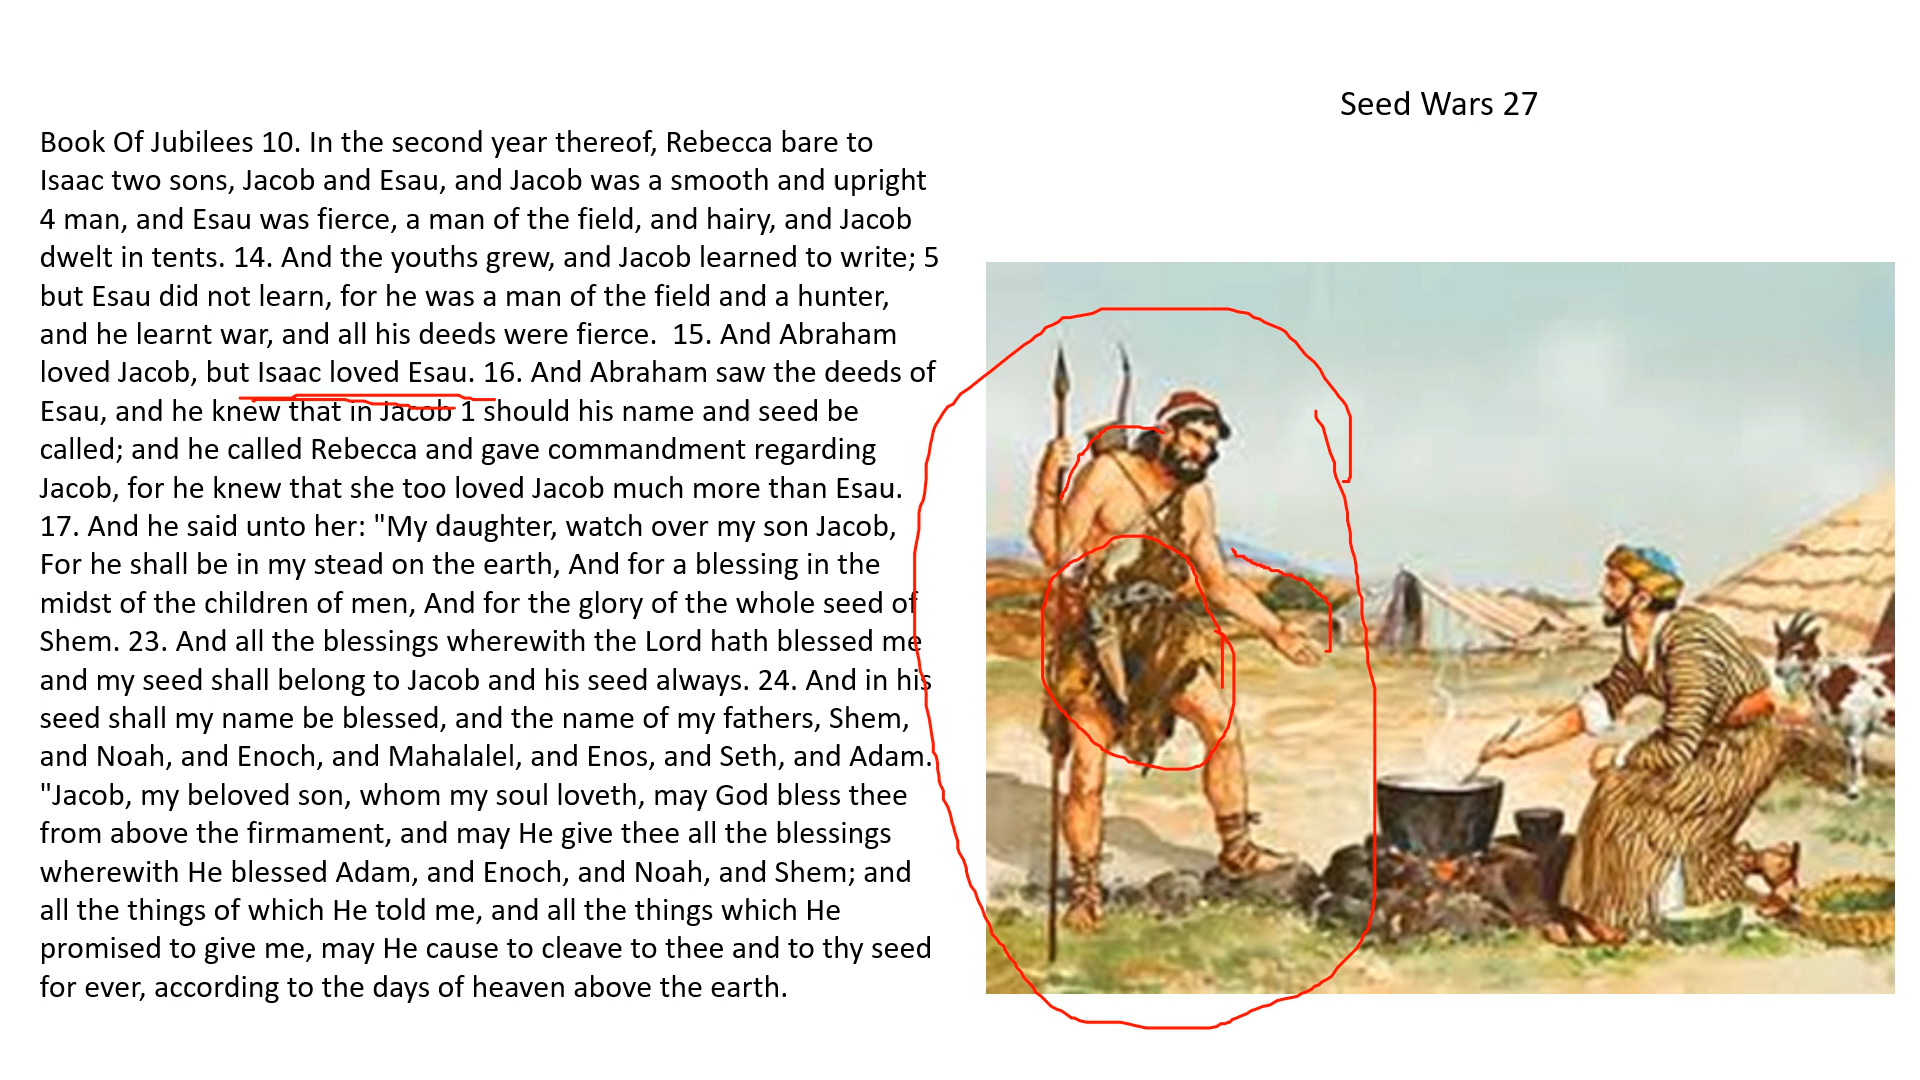 Seed Wars 27
Book Of Jubilees 10. In the second year thereof, Rebecca bare to
Isaac two sons, Jacob and Esau, and Jacob was a smooth and upright
4 man, and Esau was fierce, a man of the field, and hairy, and Jacob
dwelt in tents. 14. And the youths grew, and Jacob learned to write; 5
but Esau did not learn, for he was a man of the field and a hunter,
and he learnt war, and all his deeds were fierce.  15. And Abraham
loved Jacob, but Isaac loved Esau. 16. And Abraham saw the deeds of
Esau, and he knew that in Jacob 1 should his name and seed be
called; and he called Rebecca and gave commandment regarding
Jacob, for he knew that she too loved Jacob much more than Esau.
17. And he said unto her: "My daughter, watch over my son Jacob,
For he shall be in my stead on the earth, And for a blessing in the
midst of the children of men, And for the glory of the whole seed of
Shem. 23. And all the blessings wherewith the Lord hath blessed me
and my seed shall belong to Jacob and his seed always. 24. And in his
seed shall my name be blessed, and the name of my fathers, Shem,
and Noah, and Enoch, and Mahalalel, and Enos, and Seth, and Adam.
"Jacob, my beloved son, whom my soul loveth, may God bless thee
from above the firmament, and may He give thee all the blessings
wherewith He blessed Adam, and Enoch, and Noah, and Shem; and
all the things of which He told me, and all the things which He
promised to give me, may He cause to cleave to thee and to thy seed
for ever, according to the days of heaven above the earth.